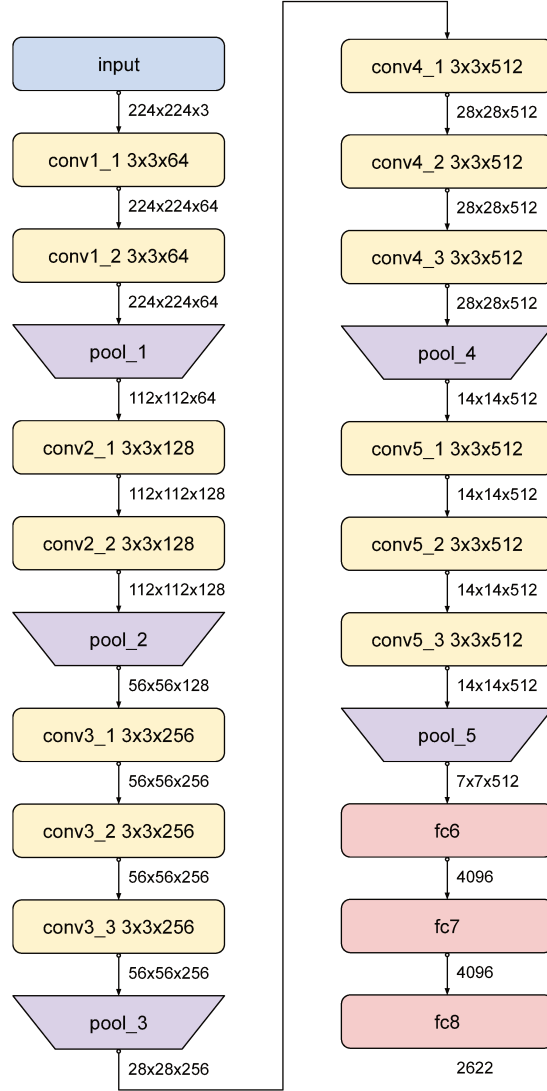 input
224x224x3
conv1_1 3x3x64
224x224x64
conv1_2 3x3x64
224x224x64
pool_1
112x112x64
conv2_1 3x3x128
112x112x128
conv2_2 3x3x128
112x112x128
pool_2
56x56x128
conv3_1 3x3x256
56x56x256
conv3_2 3x3x256
56x56x256
conv3_3 3x3x256
56x56x256
pool_3
28x28x256
conv4_1 3x3x512
28x28x512
conv4_2 3x3x512
28x28x512
conv4_3 3x3x512
28x28x512
pool_4
14x14x512
conv5_1 3x3x512
14x14x512
conv5_2 3x3x512
14x14x512
conv5_3 3x3x512
14x14x512
pool_5
7x7x512
fc6
4096
fc7
4096
fc8
2622